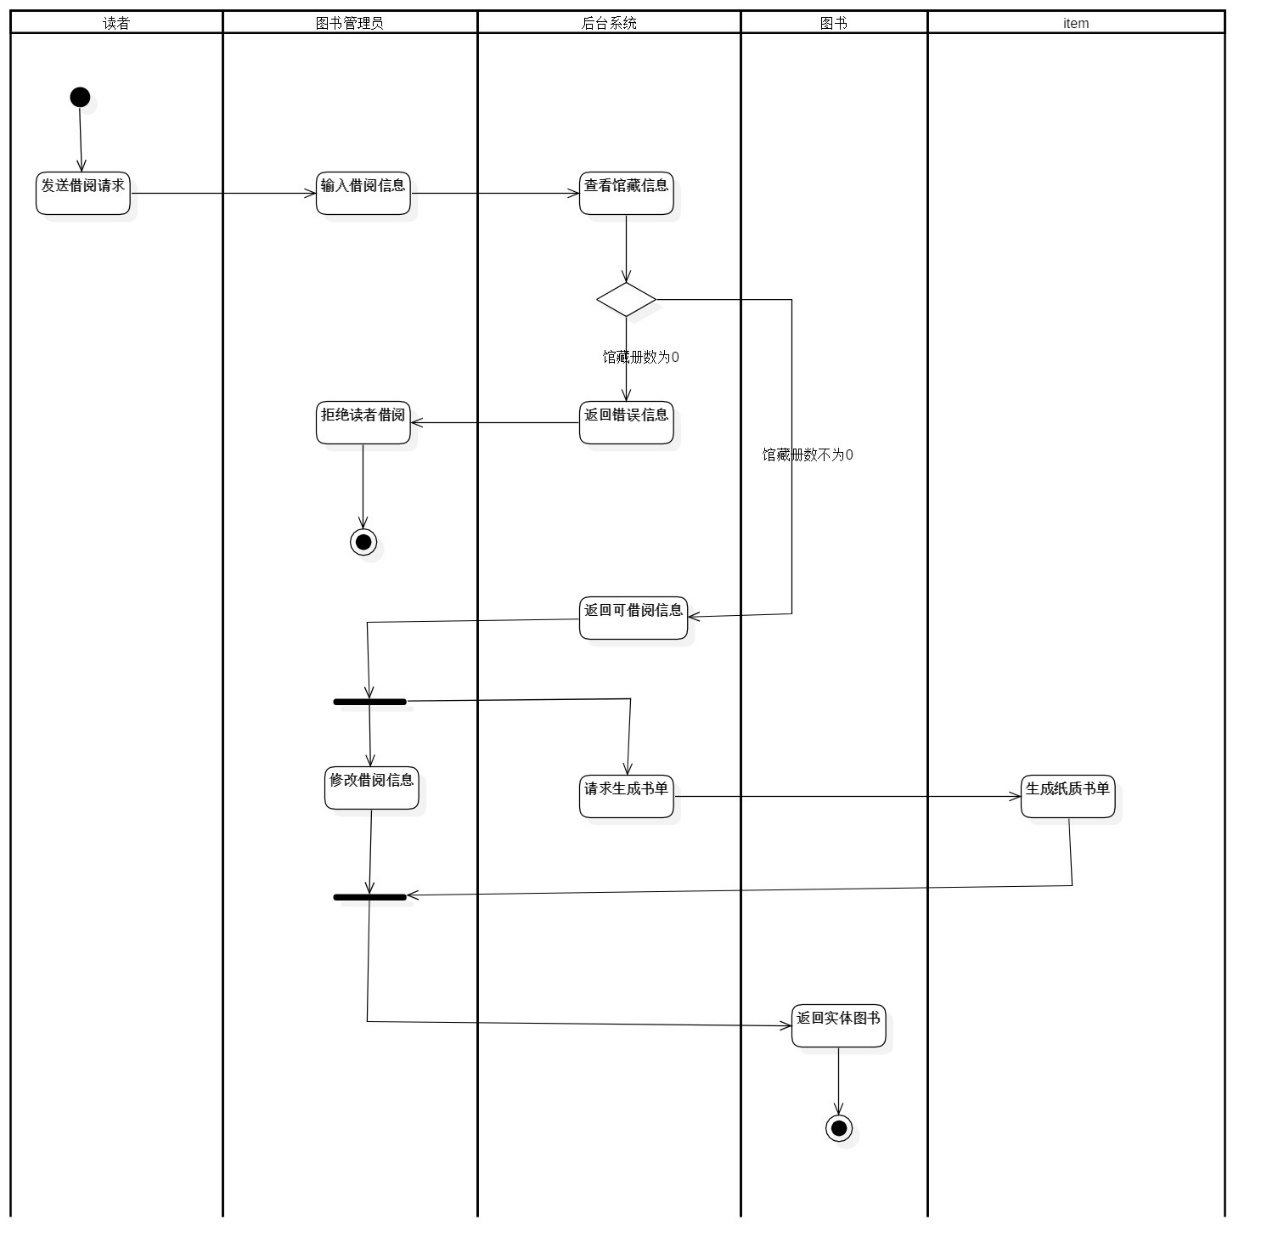 读者
图书管理员
后台系统
图书
item
发送借阅请求
输入借阅信息
查看馆藏信息
馆藏册数为0
拒绝读者借阅
返回错误信息
馆藏册数不为0
返回可借阅信息
修改借阅信息
请求生成书单
生成纸质书单
返回实体图书